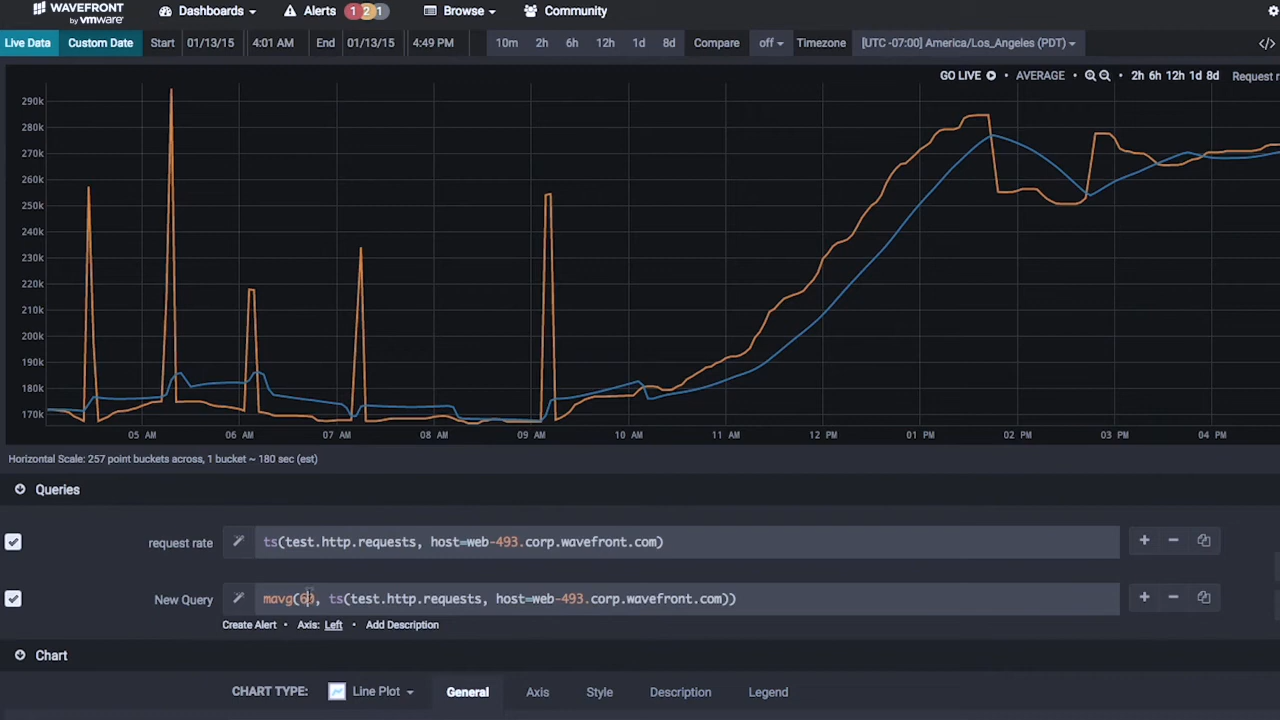 WAVEFRONT
by vmware
Dashboards
Alerts 1 2 1
Browse
Community
Live Data Custom Date Start 01/13/15 4:01 AM End 01/13/15 4:49 PM 10m 2h 6h 12h 1d 8d Compare off Timezone [UTC -07:00] America/Los_Angeles (PDT) </>
GO LIVE AVERAGE 2h 6h 12h 1d 8d Request r
290k
280k
270k
260k
250k
240k
230k
220k
210k
200k
190k
180k
170k
05 AM 06 AM 07 AM 08 AM 09 AM 10 AM 11 AM 12 PM 01 PM 02 PM 03 PM 04 PM
Horizontal Scale: 257 point buckets across, 1 bucket ~ 180 sec (est)
Queries
request rate ts(test.http.requests, host=web-493.corp.wavefront.com)
New Query mavg(60, ts(test.http.requests, host=web-493.corp.wavefront.com))
Create Alert • Axis: Left • Add Description
Chart
CHART TYPE: Line Plot General Axis Style Description Legend